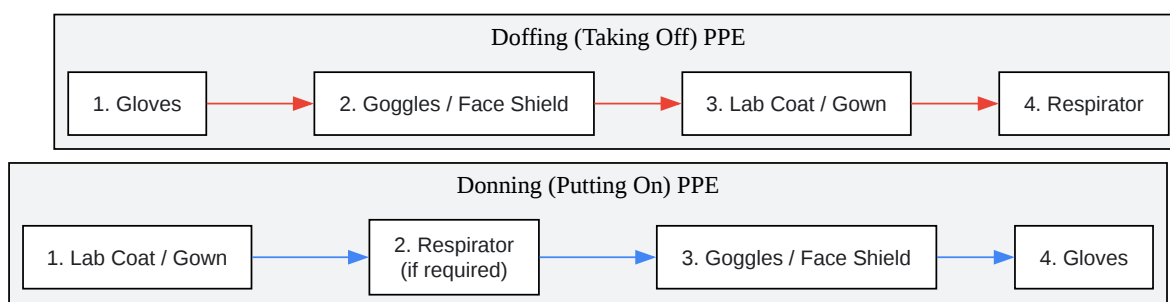 Doffing (Taking Off) PPE
1. Gloves
2. Goggles / Face Shield
3. Lab Coat / Gown
4. Respirator
Donning (Putting On) PPE
1. Lab Coat / Gown
2. Respirator
(if required)
3. Goggles / Face Shield
4. Gloves